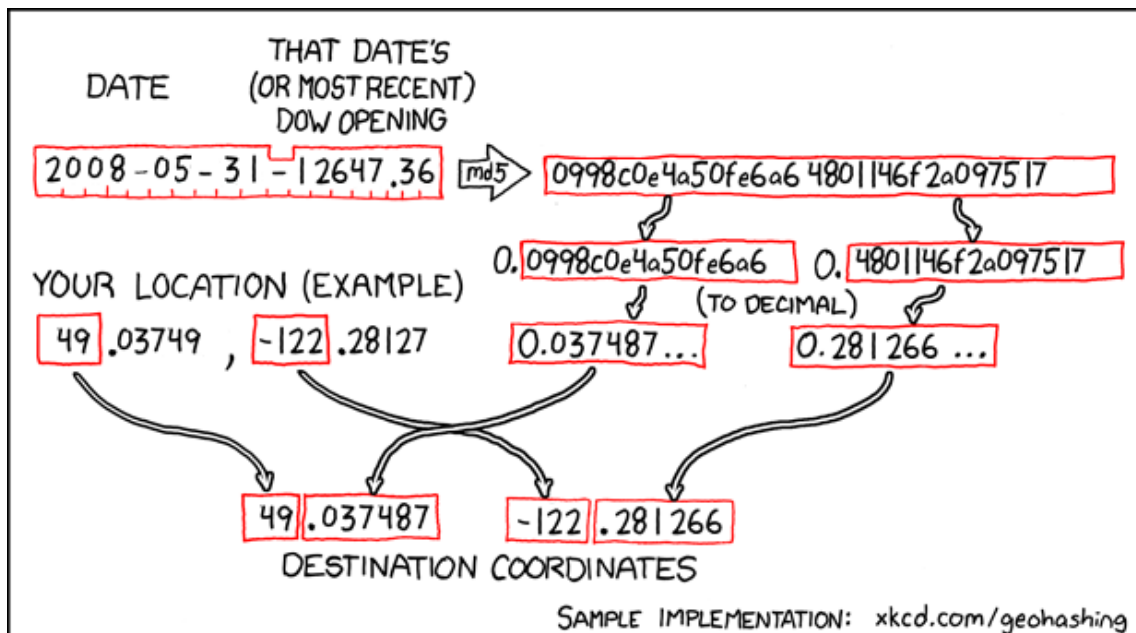 DATE
THAT DATE'S
(OR MOST RECENT)
DOW OPENING
2008-05-31-12647.36
md5
0998c0e4a50fe6a64801146f2a097517
0.0998c0e4a50fe6a6
0.4801146f2a097517
YOUR LOCATION (EXAMPLE)
(TO DECIMAL)
49.03749, -122.28127
0.037487...
0.281266...
49.037487
-122.281266
DESTINATION COORDINATES
SAMPLE IMPLEMENTATION: xkcd.com/geohashing